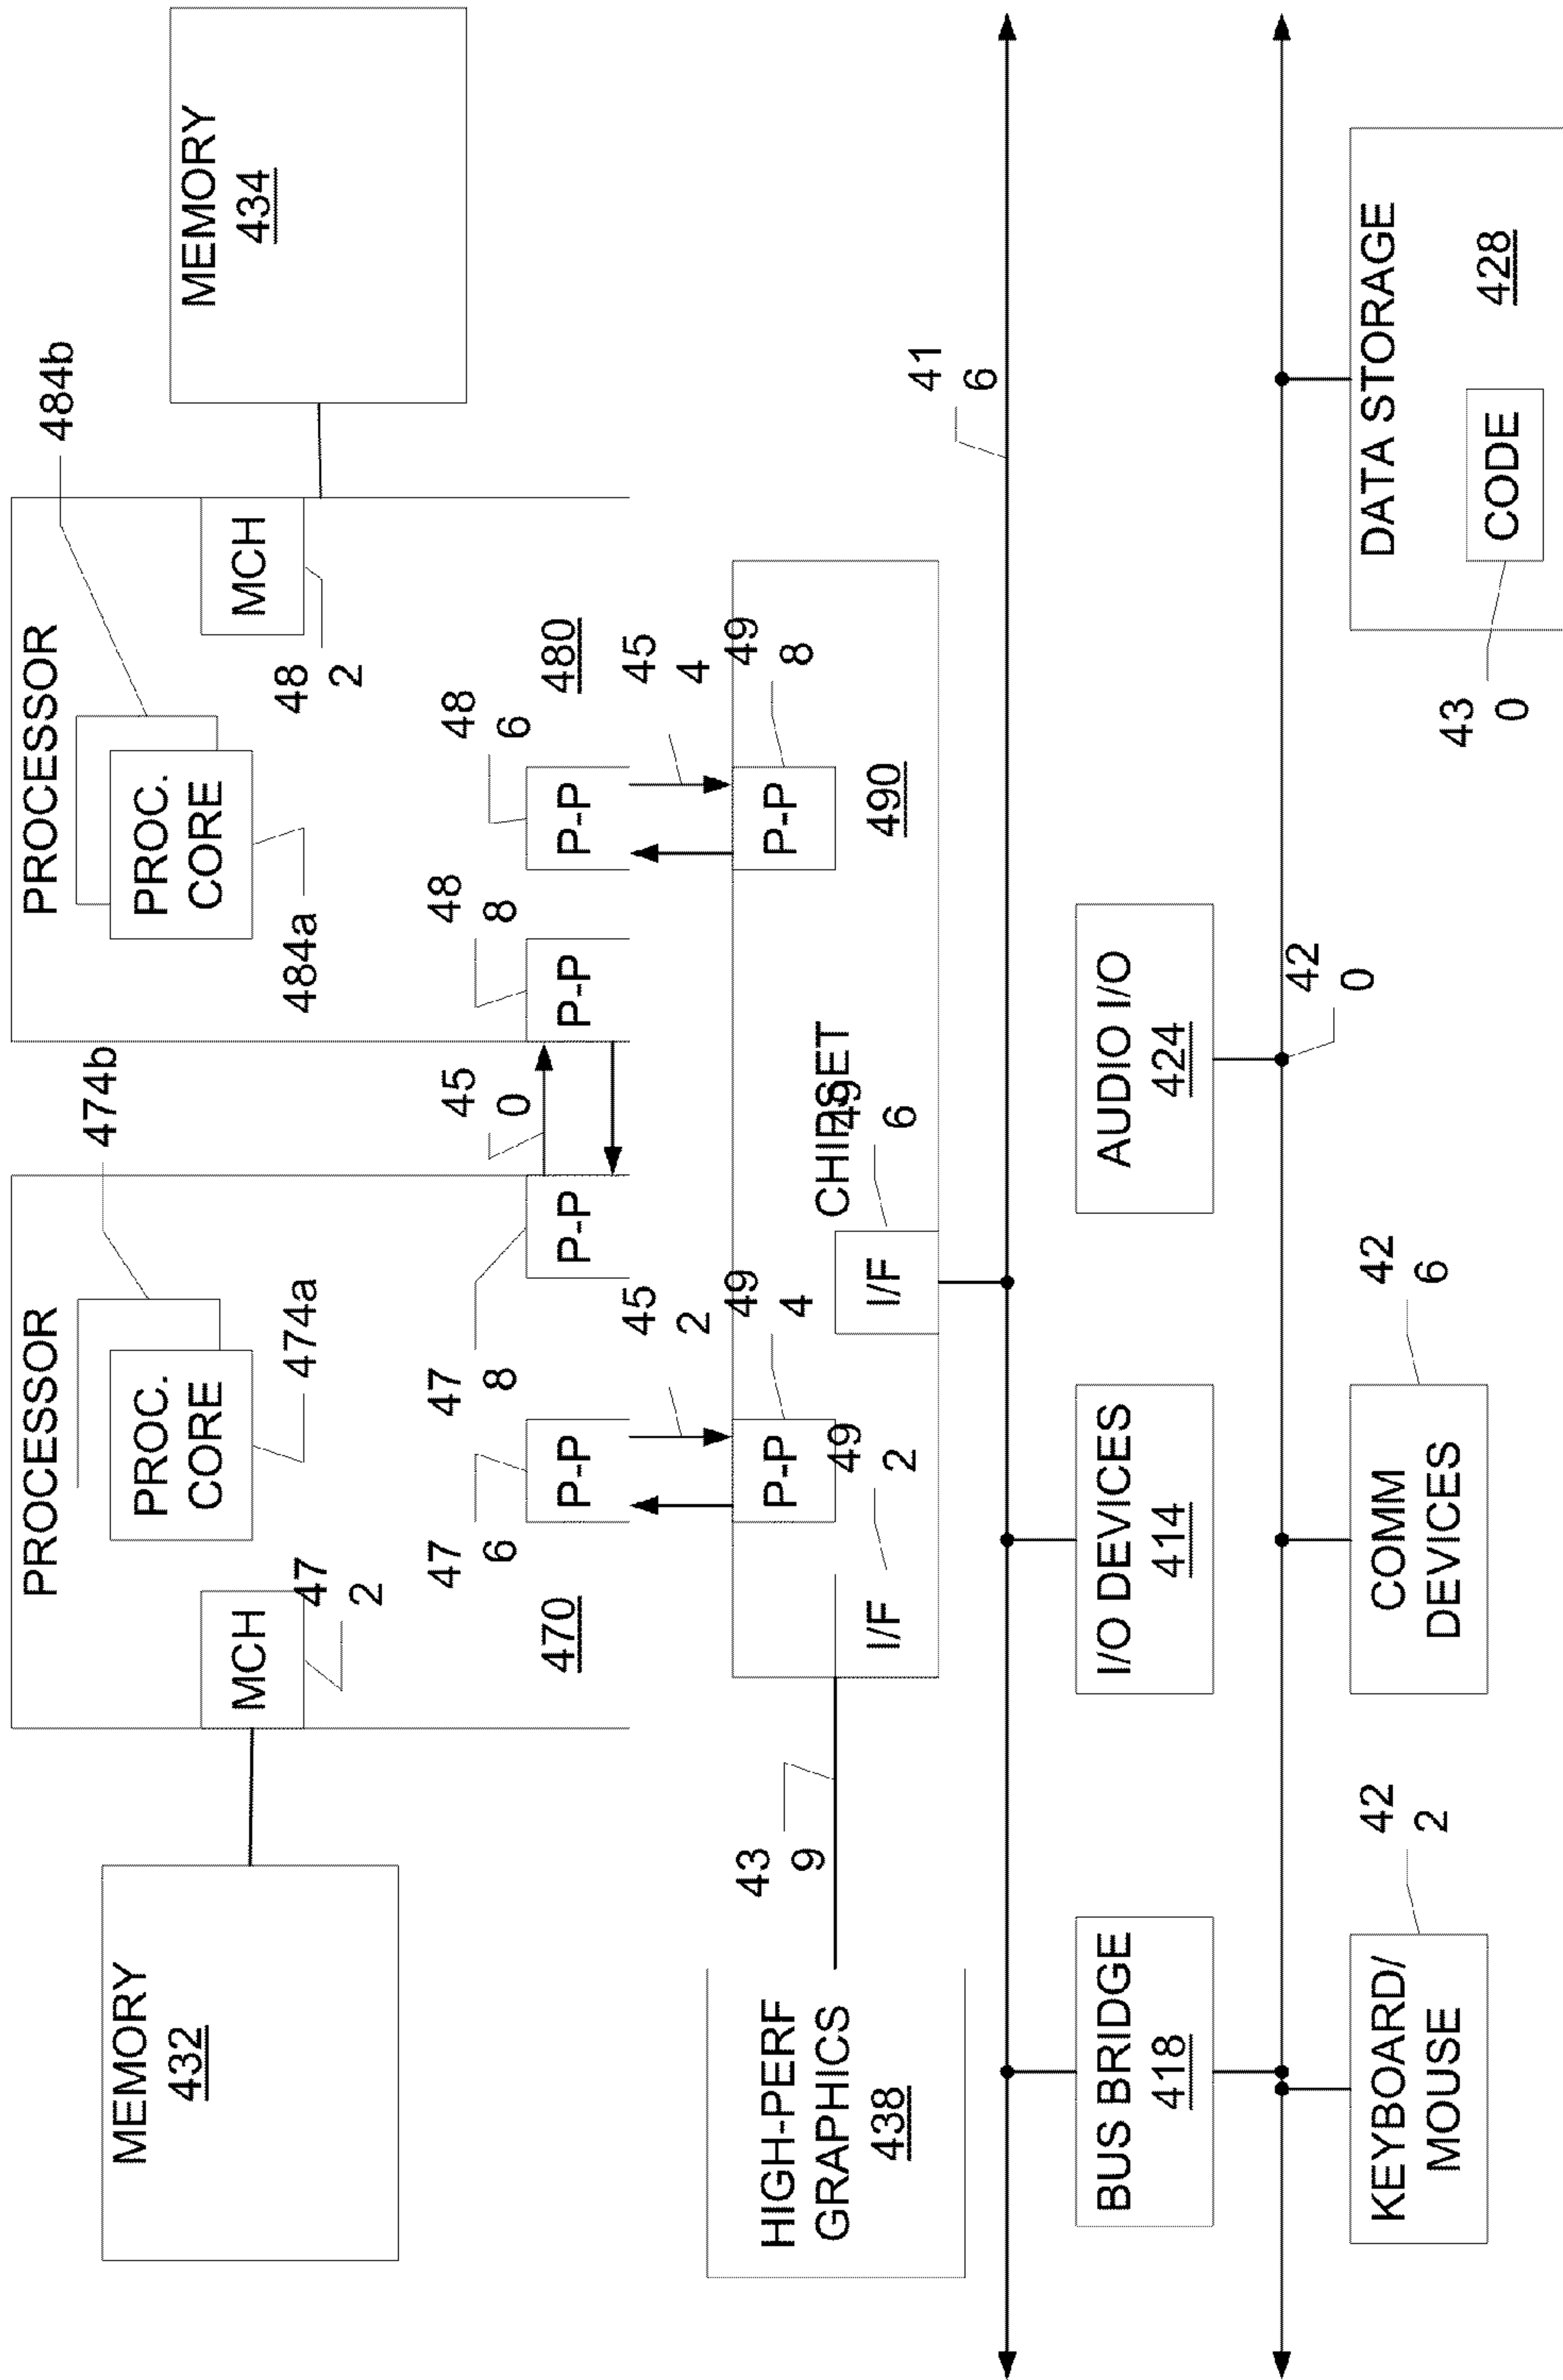 PROCESSOR
PROCESSOR
484b
474b
MEMORY
432
PROC.
CORE
PROC.
CORE
MEMORY
434
MCH
47
2
474a
484a
48
2
MCH
470
47
6
47
8
45
0
48
8
48
6
480
P-P
P-P
P-P
P-P
43
9
45
2
45
4
49
4
49
8
P-P
P-P
HIGH-PERF
GRAPHICS
438
49
2
CHIPSET
490
I/F
I/F
49
6
41
6
BUS BRIDGE
418
I/O DEVICES
414
AUDIO I/O
424
42
2
42
6
42
0
KEYBOARD/
MOUSE
COMM
DEVICES
43
0
DATA STORAGE
428
CODE